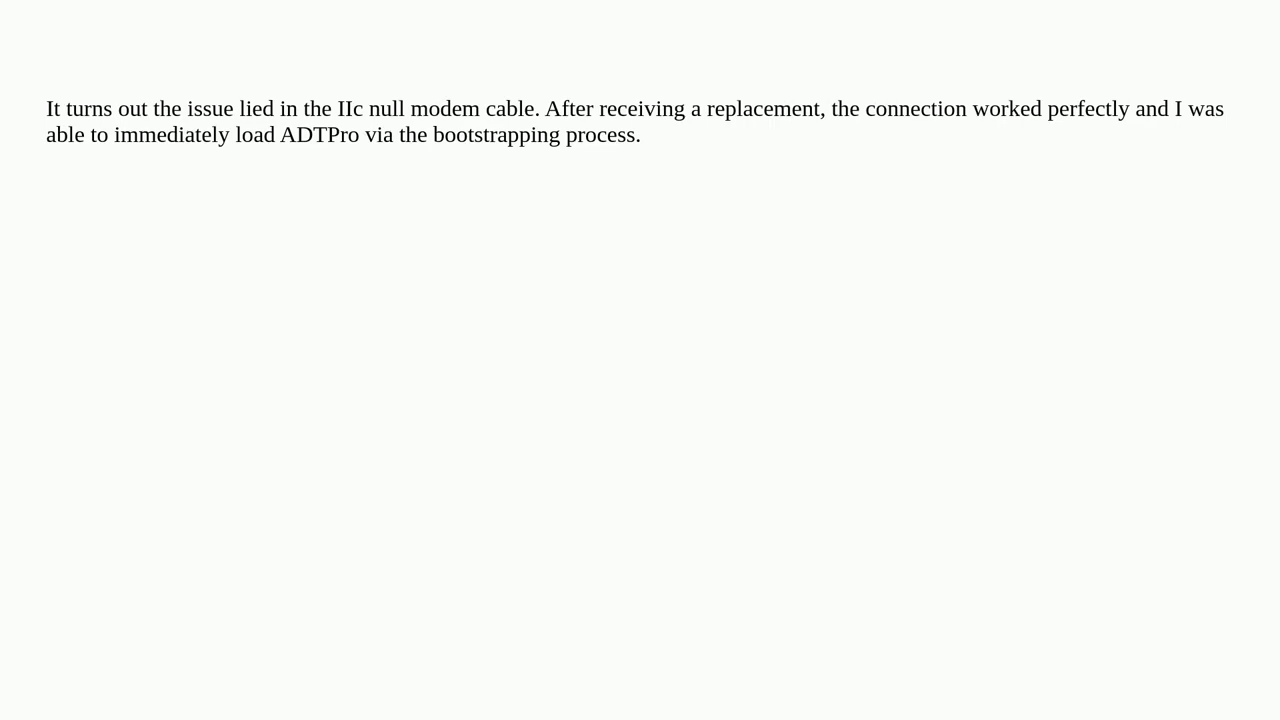 It turns out the issue lied in the IIc null modem cable. After receiving a replacement, the connection worked perfectly and I was
able to immediately load ADTPro via the bootstrapping process.